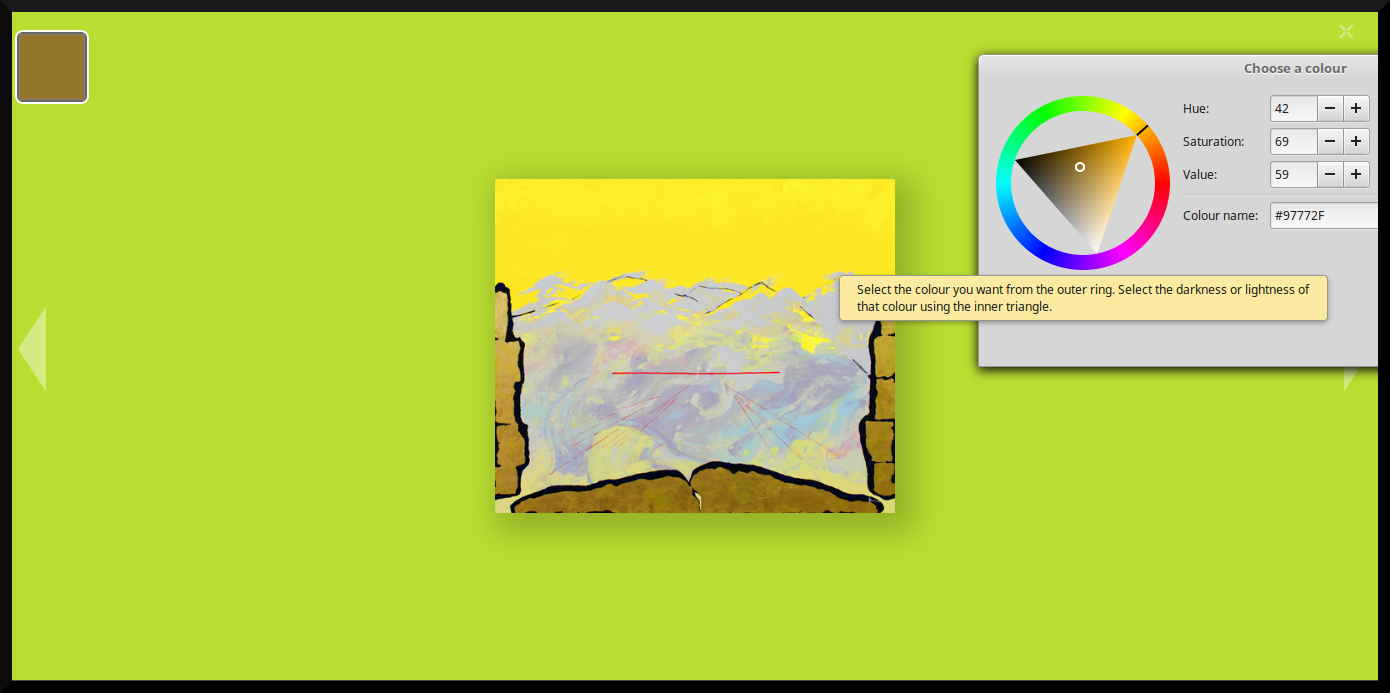 Choose a colour
Hue: 42
Saturation: 69
Value: 59
Colour name: #97772F
Select the colour you want from the outer ring. Select the darkness or lightness of
that colour using the inner triangle.